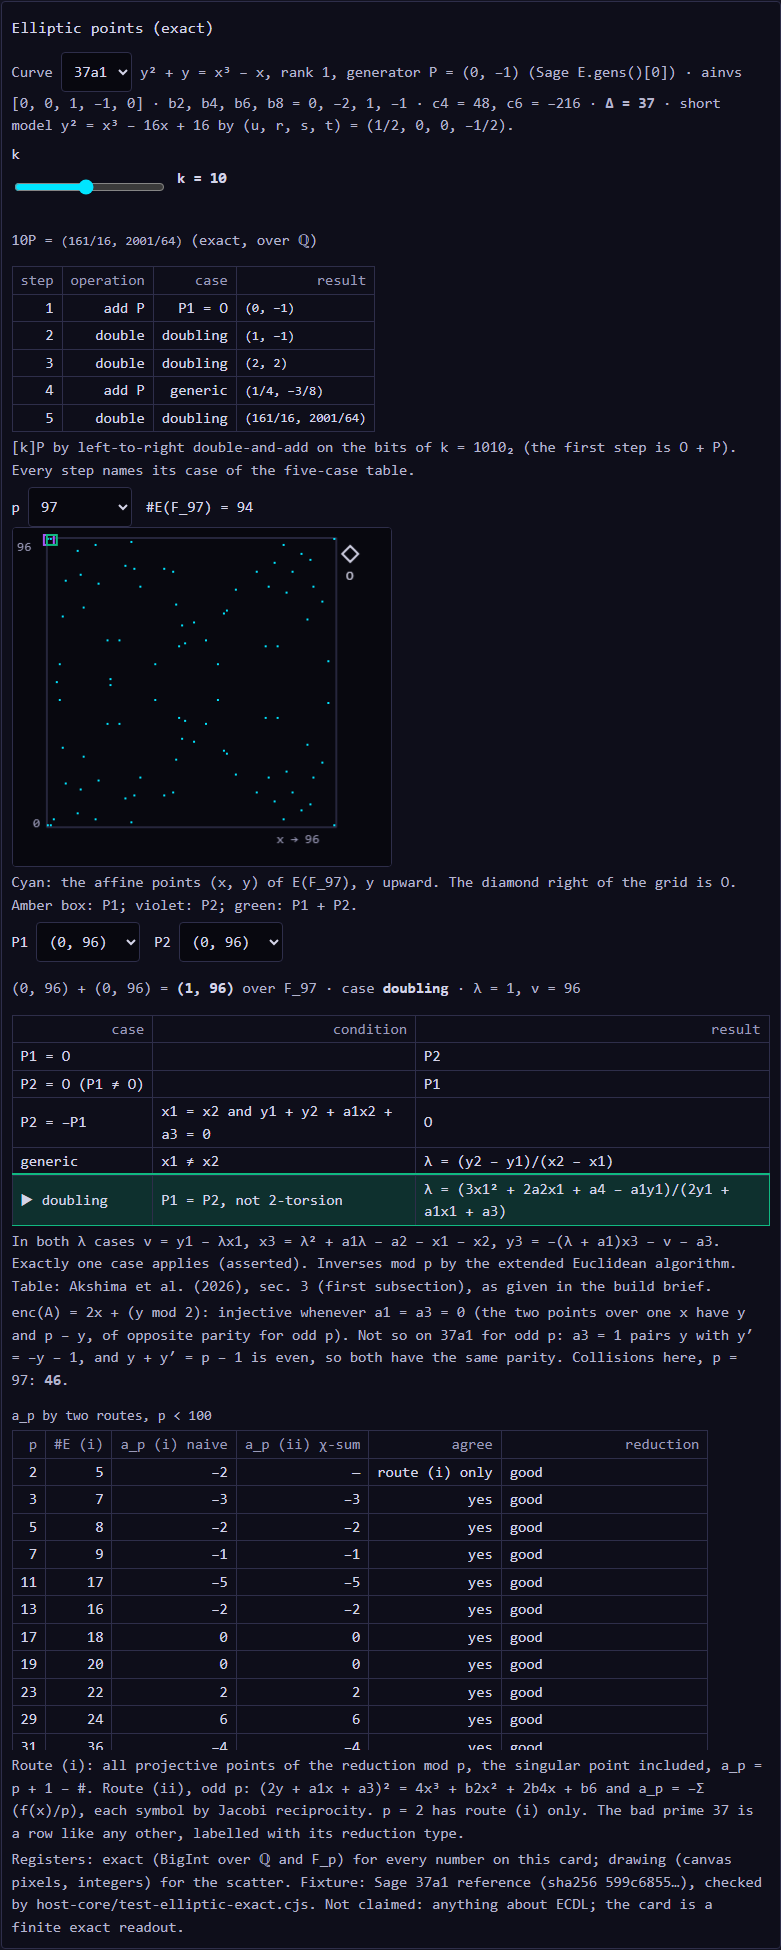 Elliptic points (exact)
Curve 37a1 y² + y = x³ − x, rank 1, generator P = (0, −1) (Sage E.gens()[0]) · ainvs
[0, 0, 1, −1, 0] · b2, b4, b6, b8 = 0, −2, 1, −1 · c4 = 48, c6 = −216 · Δ = 37 · short
model y² = x³ − 16x + 16 by (u, r, s, t) = (1/2, 0, 0, −1/2).
k
k = 10
10P = (161/16, 2001/64) (exact, over ℚ)
step operation case result
1 add P P1 = O (0, −1)
2 double doubling (1, −1)
3 double doubling (2, 2)
4 add P generic (1/4, −3/8)
5 double doubling (161/16, 2001/64)
[k]P by left-to-right double-and-add on the bits of k = 1010₂ (the first step is O + P).
Every step names its case of the five-case table.
p 97 #E(F_97) = 94
96
O
0
x → 96
Cyan: the affine points (x, y) of E(F_97), y upward. The diamond right of the grid is O.
Amber box: P1; violet: P2; green: P1 + P2.
P1 (0, 96) P2 (0, 96)
(0, 96) + (0, 96) = (1, 96) over F_97 · case doubling · λ = 1, ν = 96
case condition result
P1 = O P2
P2 = O (P1 ≠ O) P1
P2 = −P1 x1 = x2 and y1 + y2 + a1x2 +
a3 = 0 O
generic x1 ≠ x2 λ = (y2 − y1)/(x2 − x1)
▶ doubling P1 = P2, not 2-torsion λ = (3x1² + 2a2x1 + a4 − a1y1)/(2y1 +
a1x1 + a3)
In both λ cases ν = y1 − λx1, x3 = λ² + a1λ − a2 − x1 − x2, y3 = −(λ + a1)x3 − ν − a3.
Exactly one case applies (asserted). Inverses mod p by the extended Euclidean algorithm.
Table: Akshima et al. (2026), sec. 3 (first subsection), as given in the build brief.
enc(A) = 2x + (y mod 2): injective whenever a1 = a3 = 0 (the two points over one x have y
and p − y, of opposite parity for odd p). Not so on 37a1 for odd p: a3 = 1 pairs y with y′
= −y − 1, and y + y′ = p − 1 is even, so both have the same parity. Collisions here, p =
97: 46.
a_p by two routes, p < 100
p #E (i) a_p (i) naive a_p (ii) χ-sum agree reduction
2 5 −2 — route (i) only good
3 7 −3 −3 yes good
5 8 −2 −2 yes good
7 9 −1 −1 yes good
11 17 −5 −5 yes good
13 16 −2 −2 yes good
17 18 0 0 yes good
19 20 0 0 yes good
23 22 2 2 yes good
29 24 6 6 yes good
31 36 −4 −4 yes good
Route (i): all projective points of the reduction mod p, the singular point included, a_p =
p + 1 − #. Route (ii), odd p: (2y + a1x + a3)² = 4x³ + b2x² + 2b4x + b6 and a_p = −Σ
(f(x)/p), each symbol by Jacobi reciprocity. p = 2 has route (i) only. The bad prime 37 is
a row like any other, labelled with its reduction type.
Registers: exact (BigInt over ℚ and F_p) for every number on this card; drawing (canvas
pixels, integers) for the scatter. Fixture: Sage 37a1 reference (sha256 599c6855…), checked
by host-core/test-elliptic-exact.cjs. Not claimed: anything about ECDL; the card is a
finite exact readout.